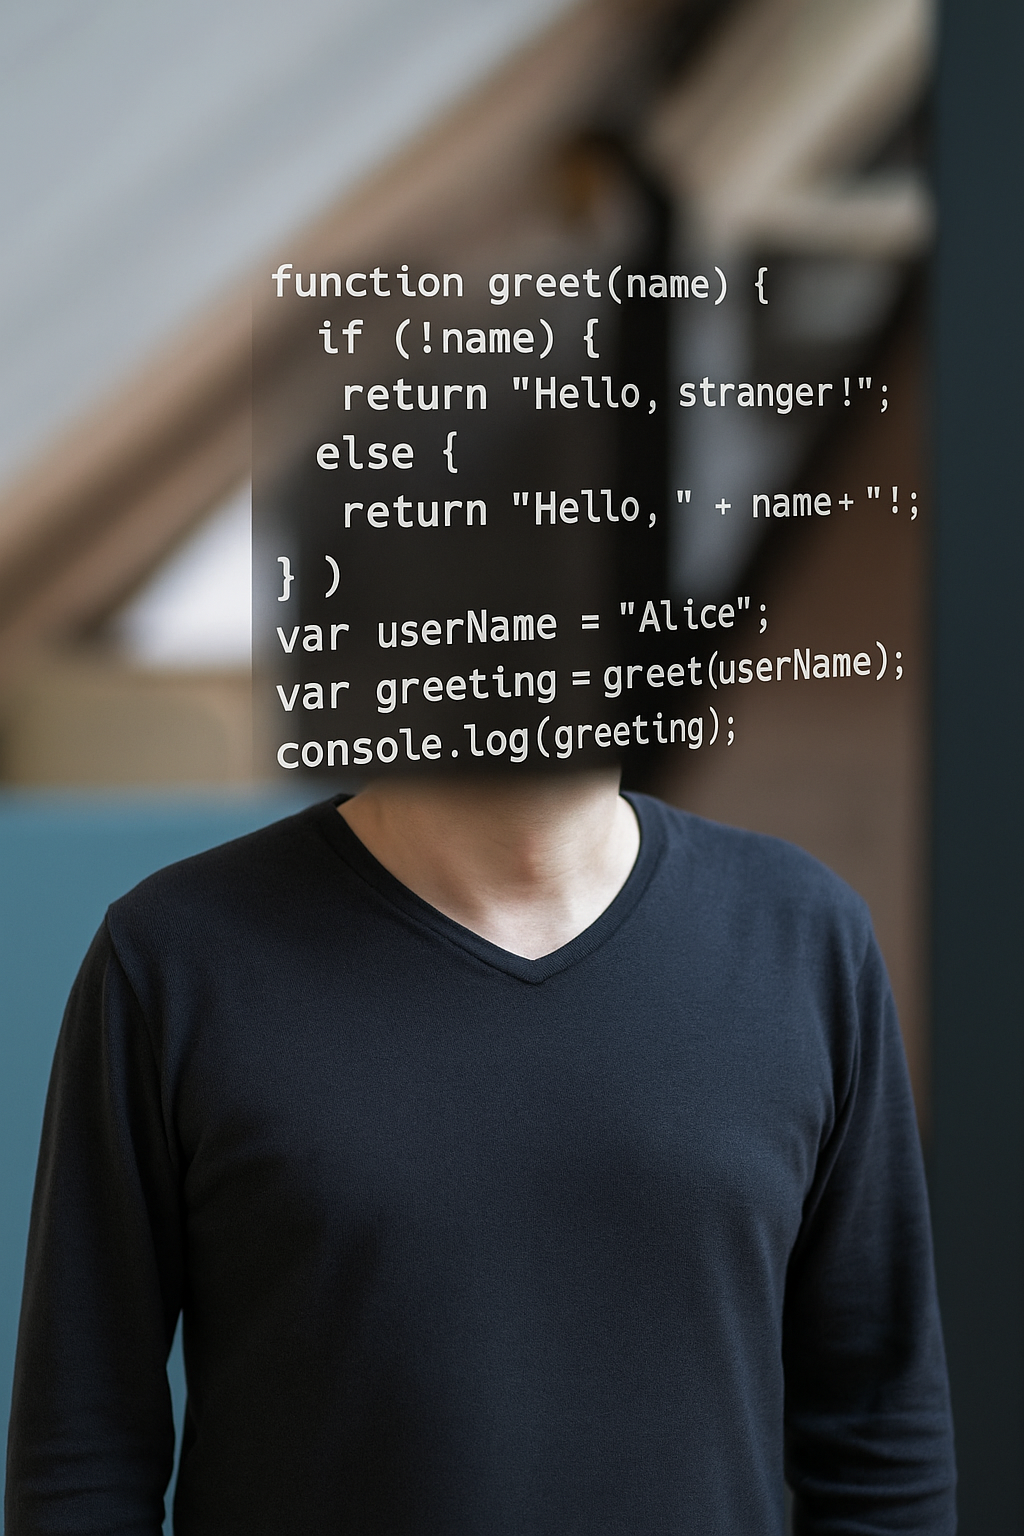 function greet(name) {
if (!name) {
return "Hello, stranger!";
else {
return "Hello, " + name+ "!;
} )
var userName = "Alice";
var greeting = greet(userName);
console.log(greeting);